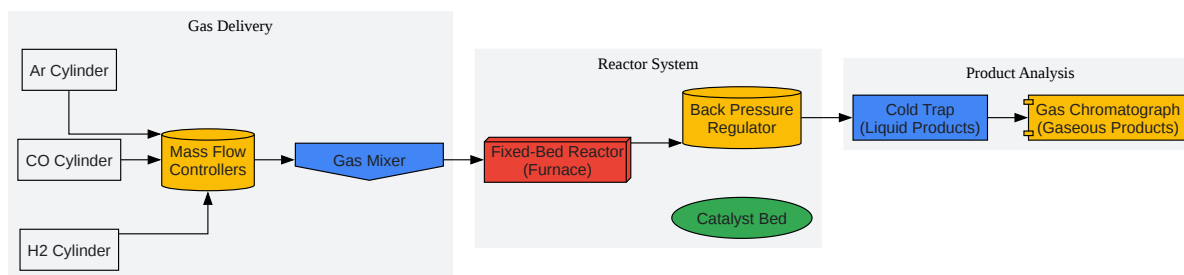 Gas Delivery
Ar Cylinder
CO Cylinder
H2 Cylinder
Mass Flow
Controllers
Gas Mixer
Reactor System
Fixed-Bed Reactor
(Furnace)
Back Pressure
Regulator
Catalyst Bed
Product Analysis
Cold Trap
(Liquid Products)
Gas Chromatograph
(Gaseous Products)